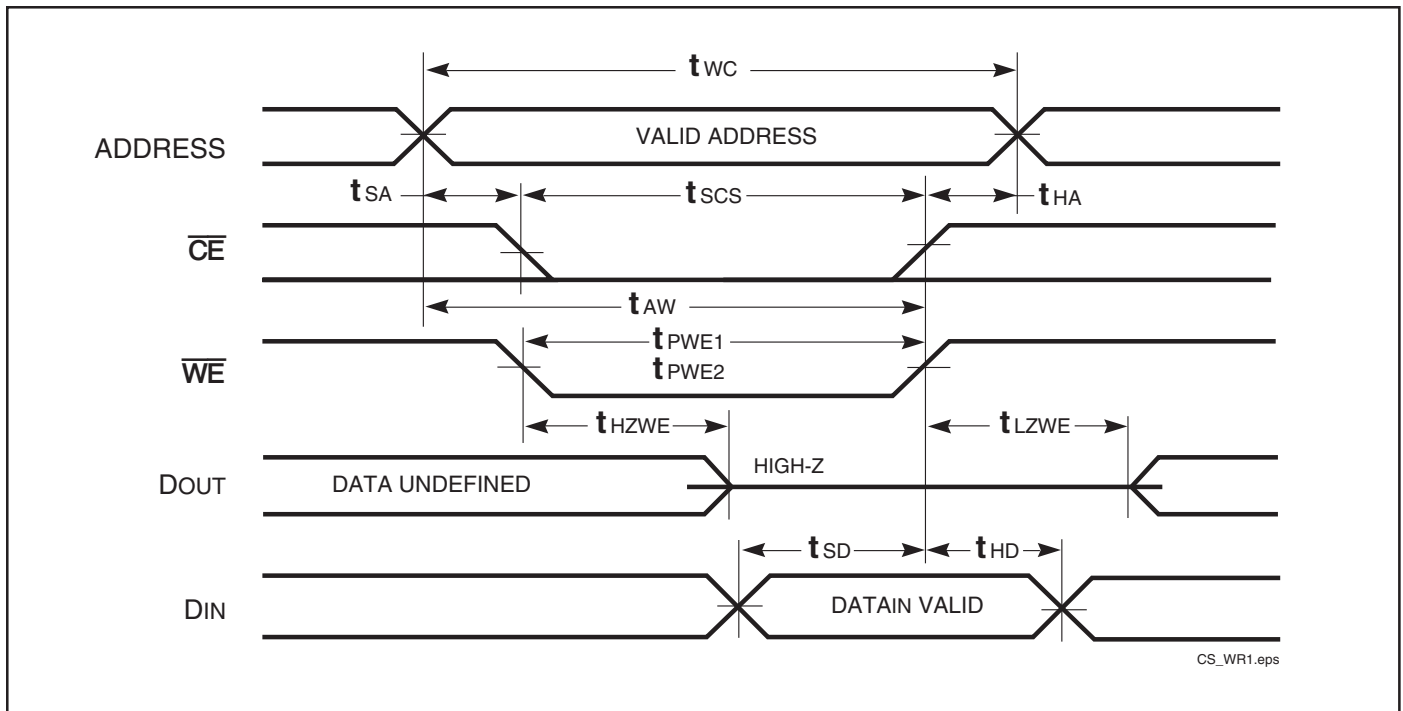 tWC
ADDRESS
VALID ADDRESS
tSA
tSCS
tHA
CE
tAW
tPWE1
WE
tPWE2
tHZWE
tLZWE
HIGH-Z
DOUT
DATA UNDEFINED
tSD
tHD
DIN
DATAIN VALID
CS_WR1.eps